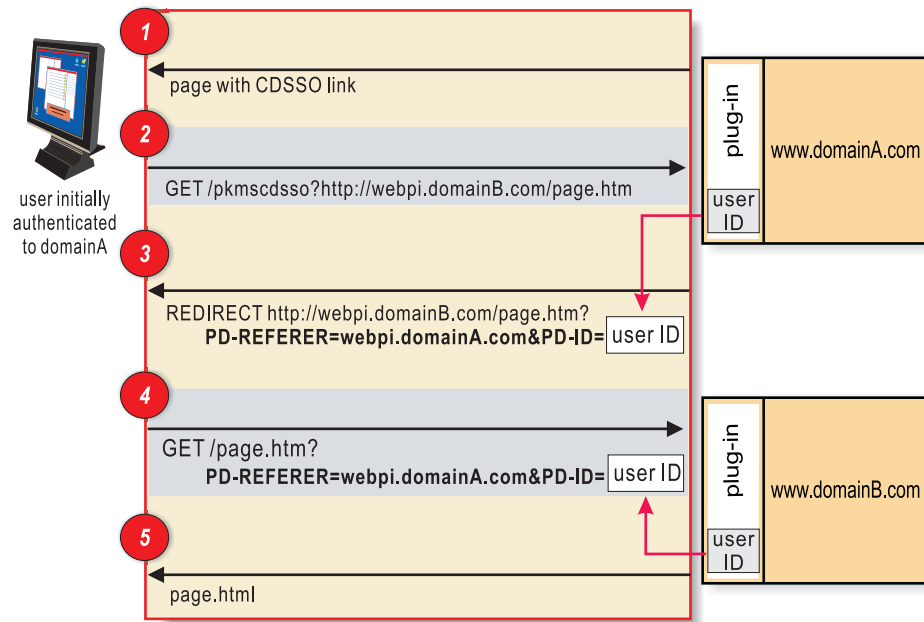 1
page with CDSSO link
2
GET /pkmscdsso?http://webpi.domainB.com/page.htm
user initially
authenticated
to domainA
plug-in
www.domainA.com
user
ID
3
REDIRECT http://webpi.domainB.com/page.htm?
PD-REFERER=webpi.domainA.com&PD-ID= user ID
4
GET /page.htm?
PD-REFERER=webpi.domainA.com&PD-ID= user ID
plug-in
www.domainB.com
user
ID
5
page.html